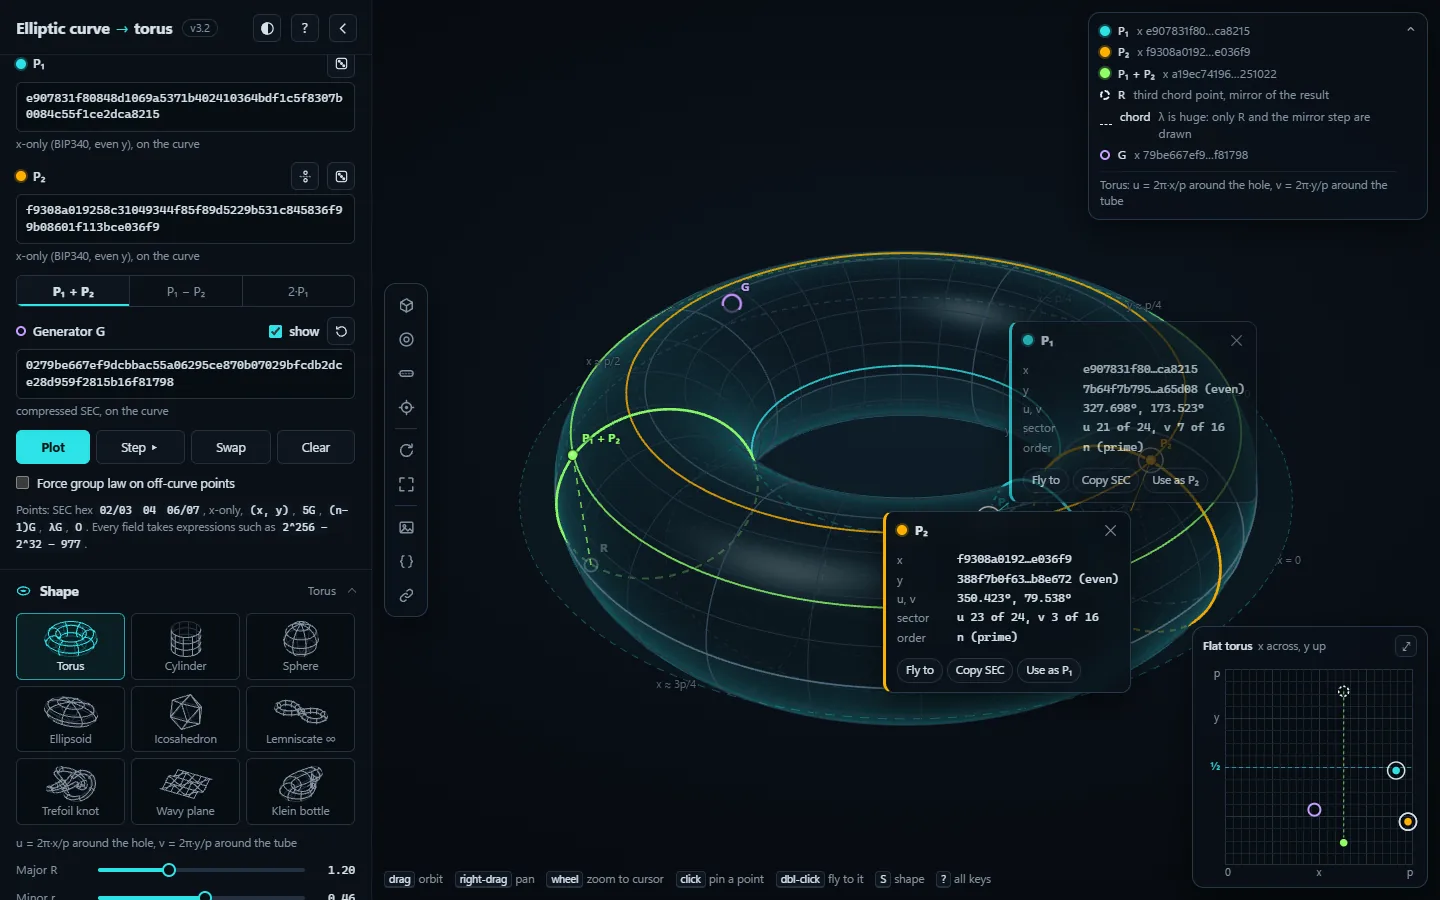 Elliptic curve → torus v3.2
?
P₁
e907831f80848d1069a5371b402410364bdf1c5f8307b
0084c55f1ce2dca8215
x-only (BIP340, even y), on the curve
P₂
f9308a019258c31049344f85f89d5229b531c845836f9
9b08601f113bce036f9
x-only (BIP340, even y), on the curve
P₁ + P₂ P₁ − P₂ 2·P₁
Generator G show
0279be667ef9dcbbac55a06295ce870b07029bfcdb2dc
e28d959f2815b16f81798
compressed SEC, on the curve
Plot Step ▸ Swap Clear
Force group law on off-curve points
Points: SEC hex 02/03 04 06/07 , x-only, (x, y) , 5G , (n−
1)G , λG , O . Every field takes expressions such as 2^256 −
2^32 − 977 .
Shape Torus
Torus Cylinder Sphere
Ellipsoid Icosahedron Lemniscate ∞
Trefoil knot Wavy plane Klein bottle
u = 2π·x/p around the hole, v = 2π·y/p around the tube
Major R 1.20
Minor r 0.46
P₁ x e907831f80…ca8215
P₂ x f9308a0192…e036f9
P₁ + P₂ x a19ec74196…251022
R third chord point, mirror of the result
chord λ is huge: only R and the mirror step are
drawn
G x 79be667ef9…f81798
Torus: u = 2π·x/p around the hole, v = 2π·y/p around the
tube
G
y ≈ p/4
x ≈ p/2
P₁ + P₂
R
x ≈ 3p/4
x = 0
P₂
P₁
x e907831f80…ca8215
y 7b64f7b795…a65d08 (even)
u, v 327.698°, 173.523°
sector u 21 of 24, v 7 of 16
order n (prime)
Fly to Copy SEC Use as P₂
P₂
x f9308a0192…e036f9
y 388f7b0f63…b8e672 (even)
u, v 350.423°, 79.538°
sector u 23 of 24, v 3 of 16
order n (prime)
Fly to Copy SEC Use as P₁
Flat torus x across, y up
p
y
½
0 x p
drag orbit right-drag pan wheel zoom to cursor click pin a point dbl-click fly to it S shape ? all keys